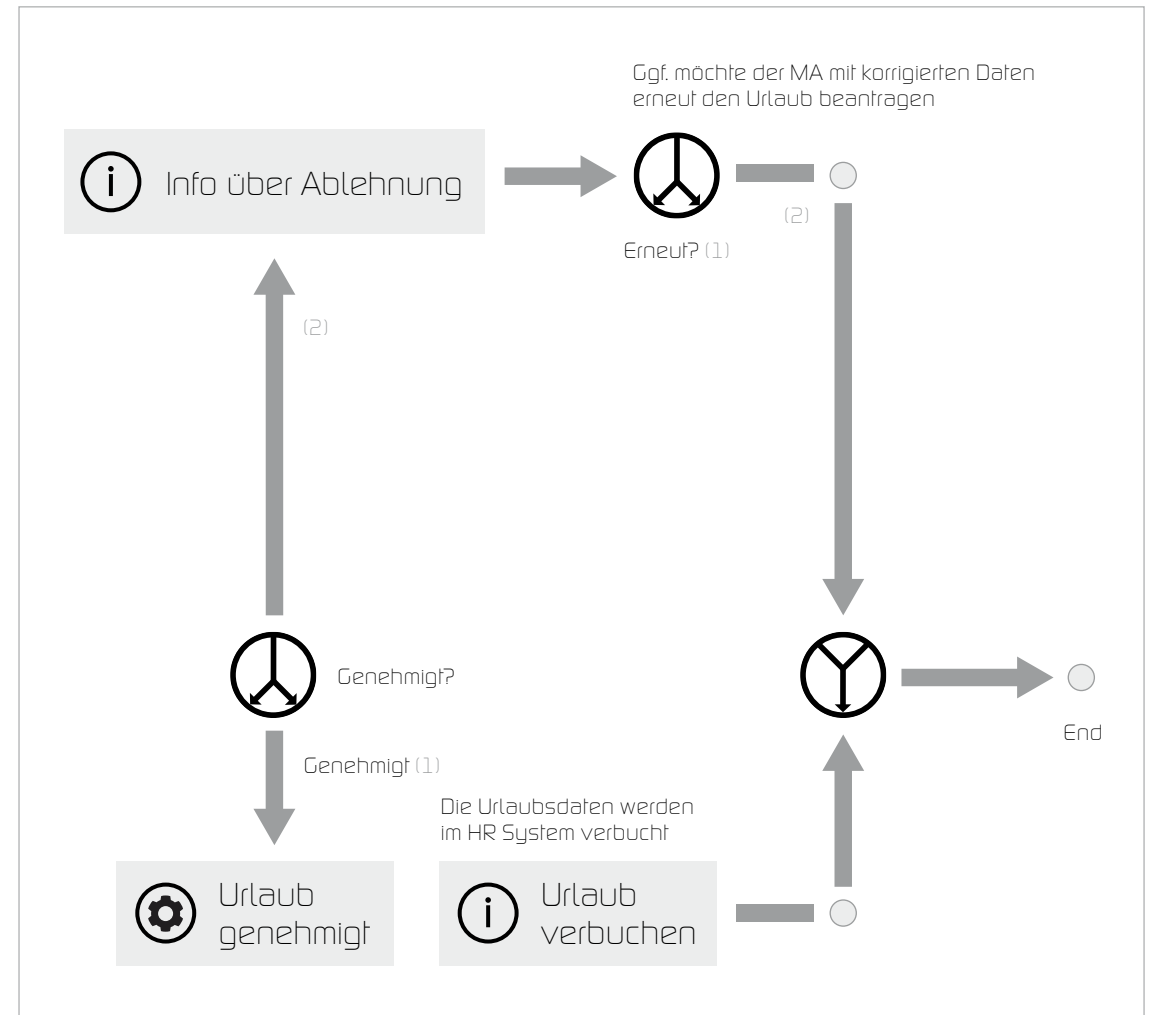 Ggf. möchte der MA mit korrigierten Daten
erneut den Urlaub beantragen
i Info über Ablehnung
(2)
Erneut? (1)
(2)
Genehmigt?
End
Genehmigt (1)
Die Urlaubsdaten werden
im HR System verbucht
Urlaub
genehmigt
i Urlaub
verbuchen